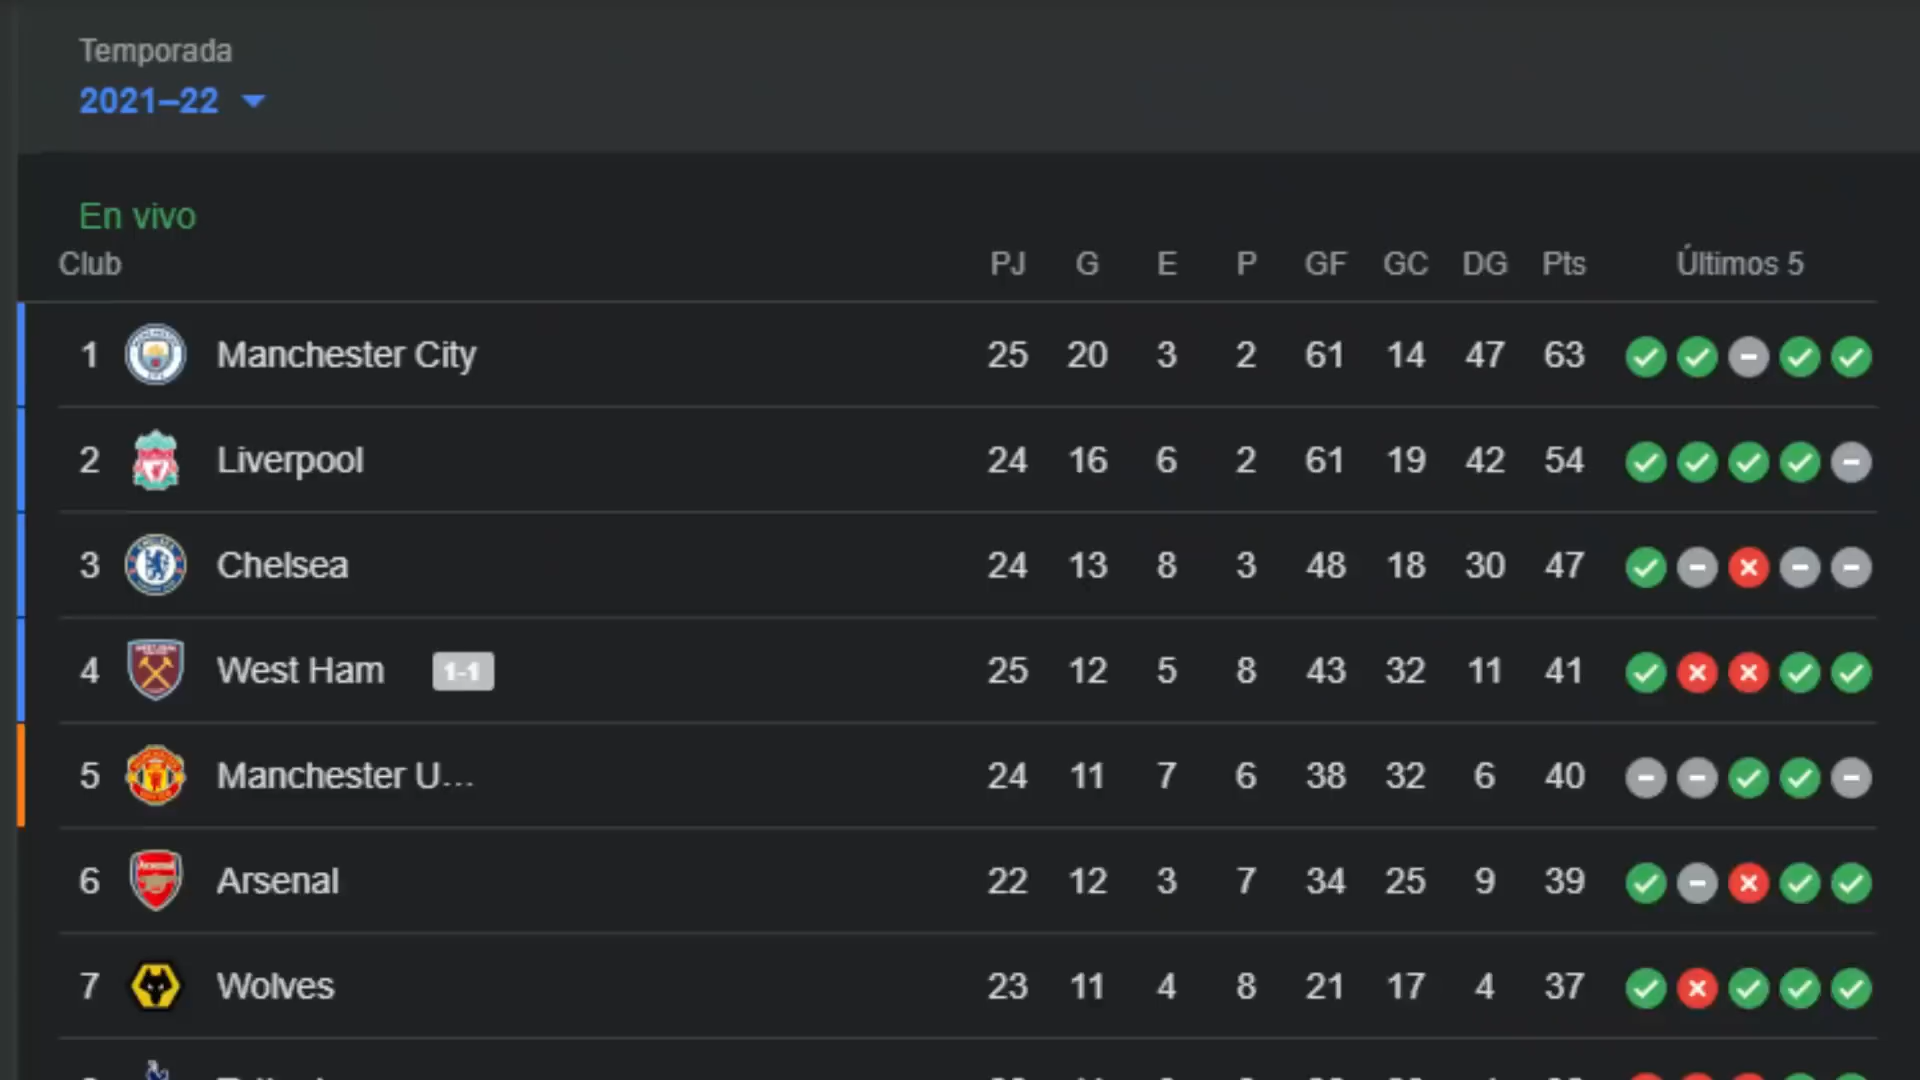 Temporada
2021–22
En vivo
Club PJ G E P GF GC DG Pts Últimos 5
1 Manchester City 25 20 3 2 61 14 47 63
2 Liverpool 24 16 6 2 61 19 42 54
3 Chelsea 24 13 8 3 48 18 30 47
4 West Ham 1-1 25 12 5 8 43 32 11 41
5 Manchester U... 24 11 7 6 38 32 6 40
6 Arsenal 22 12 3 7 34 25 9 39
7 Wolves 23 11 4 8 21 17 4 37